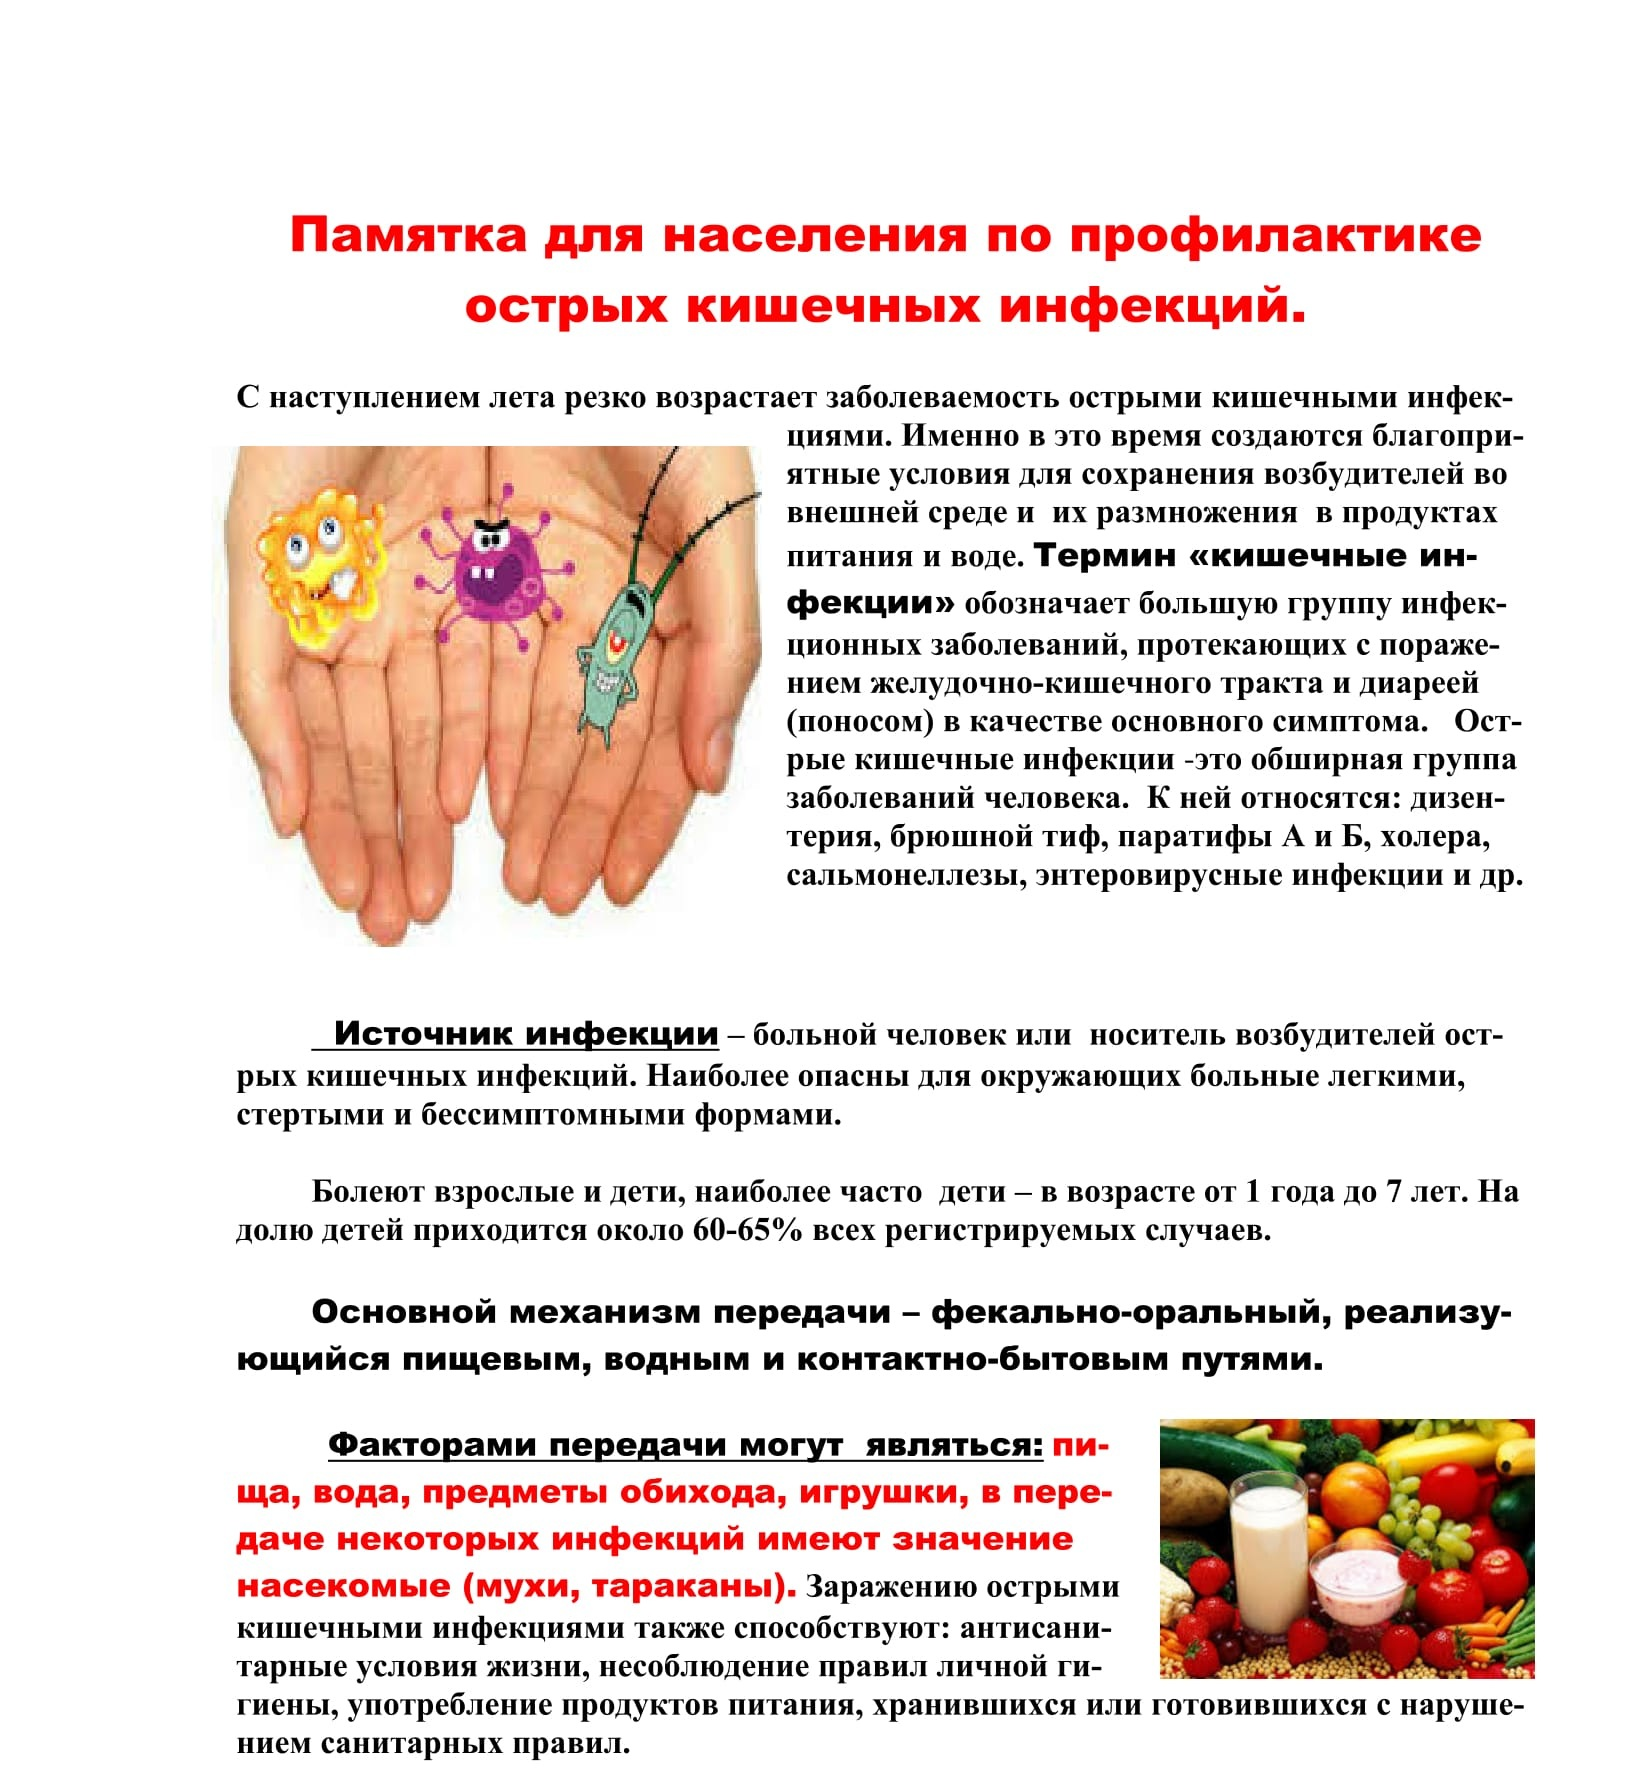 Памятка для населения по профилактике
острых кишечных инфекций.
С наступлением лета резко возрастает заболеваемость острыми кишечными инфек-
циями. Именно в это время создаются благопри-
ятные условия для сохранения возбудителей во
внешней среде и их размножения в продуктах
питания и воде. Термин «кишечные ин-
фекции» обозначает большую группу инфек-
ционных заболеваний, протекающих с пораже-
нием желудочно-кишечного тракта и диареей
(поносом) в качестве основного симптома. Ост-
рые кишечные инфекции -это обширная группа
заболеваний человека. К ней относятся: дизен-
терия, брюшной тиф, паратифы А и Б, холера,
сальмонеллезы, энтеровирусные инфекции и др.
Источник инфекции – больной человек или носитель возбудителей ост-
рых кишечных инфекций. Наиболее опасны для окружающих больные легкими,
стертыми и бессимптомными формами.
Болеют взрослые и дети, наиболее часто дети – в возрасте от 1 года до 7 лет. На
долю детей приходится около 60-65% всех регистрируемых случаев.
Основной механизм передачи – фекально-оральный, реализу-
ющийся пищевым, водным и контактно-бытовым путями.
Факторами передачи могут являться: пи-
ща, вода, предметы обихода, игрушки, в пере-
даче некоторых инфекций имеют значение
насекомые (мухи, тараканы). Заражению острыми
кишечными инфекциями также способствуют: антисани-
тарные условия жизни, несоблюдение правил личной ги-
гиены, употребление продуктов питания, хранившихся или готовившихся с наруше-
нием санитарных правил.